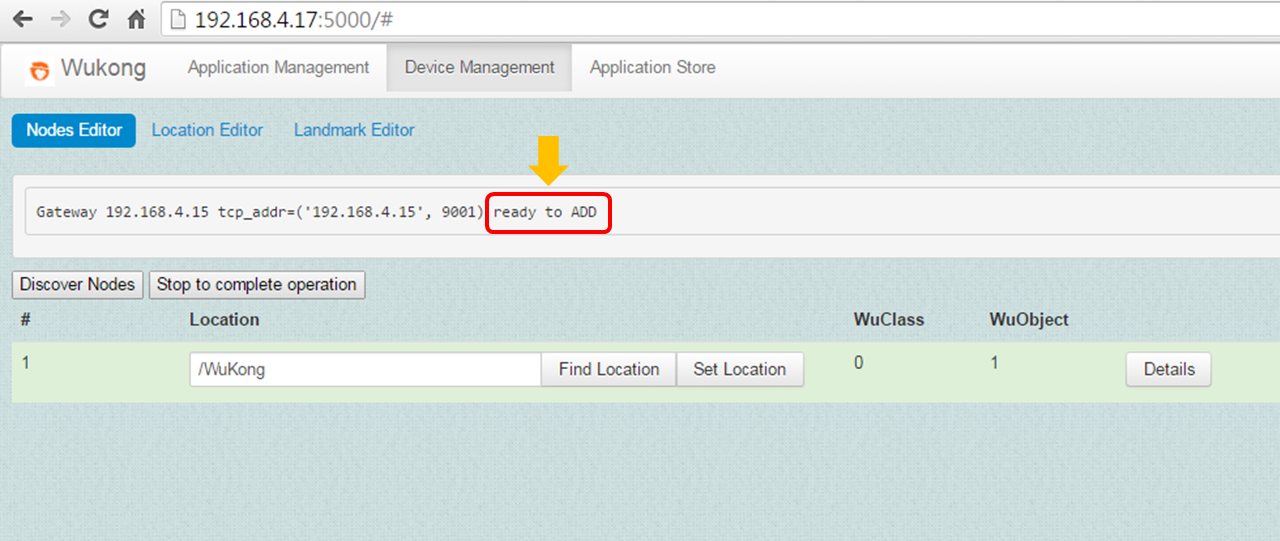 192.168.4.17:5000/#
Wukong Application Management Device Management Application Store
Nodes Editor Location Editor Landmark Editor
Gateway 192.168.4.15 tcp_addr=('192.168.4.15', 9001) ready to ADD
Discover Nodes Stop to complete operation
# Location WuClass WuObject
1 /WuKong Find Location Set Location 0 1 Details